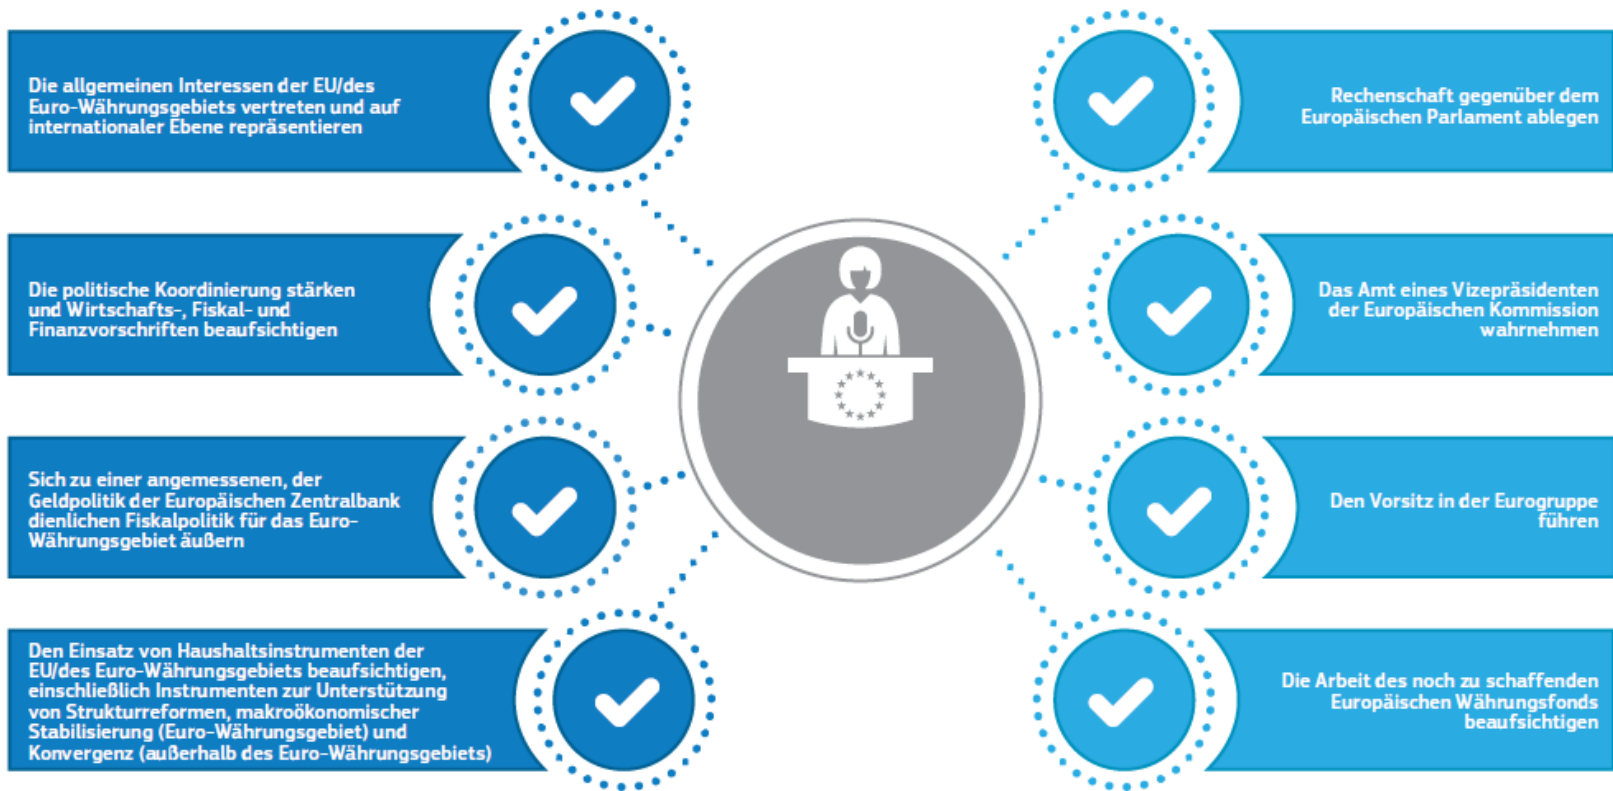 Die allgemeinen Interessen der EU/des
Euro-Währungsgebiets vertreten und auf
internationaler Ebene repräsentieren
Die politische Koordinierung stärken
und Wirtschafts-, Fiskal- und
Finanzvorschriften beaufsichtigen
Sich zu einer angemessenen, der
Geldpolitik der Europäischen Zentralbank
dienlichen Fiskalpolitik für das Euro-
Währungsgebiet äußern
Den Einsatz von Haushaltsinstrumenten der
EU/des Euro-Währungsgebiets beaufsichtigen,
einschließlich Instrumenten zur Unterstützung
von Strukturreformen, makroökonomischer
Stabilisierung (Euro-Währungsgebiet) und
Konvergenz (außerhalb des Euro-Währungsgebiets)
Rechenschaft gegenüber dem
Europäischen Parlament ablegen
Das Amt eines Vizepräsidenten
der Europäischen Kommission
wahrnehmen
Den Vorsitz in der Eurogruppe
führen
Die Arbeit des noch zu schaffenden
Europäischen Währungsfonds
beaufsichtigen